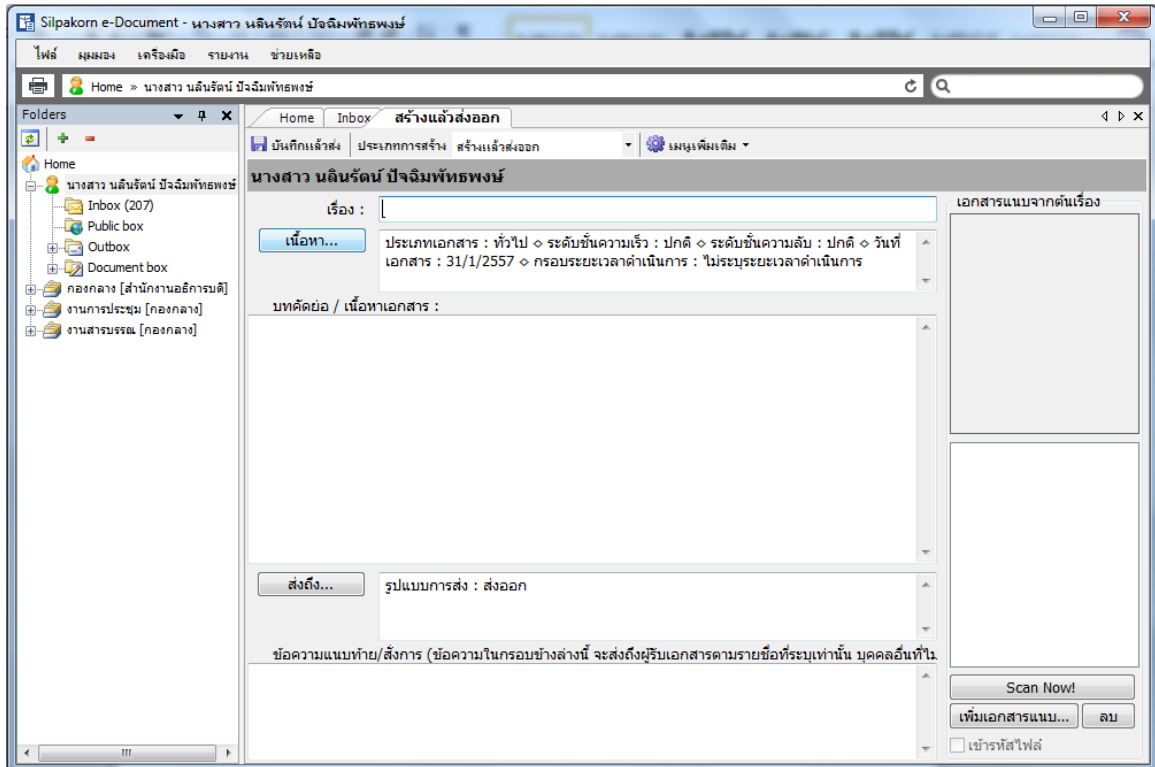 Silpakorn e-Document - นางสาว นลินรัตน์ ปัจฉิมพัทธพงษ์
ไฟล์ มุมมอง เครื่องมือ รายงาน ช่วยเหลือ
Home » นางสาว นลินรัตน์ ปัจฉิมพัทธพงษ์
Folders
Home
นางสาว นลินรัตน์ ปัจฉิมพัทธพงษ์
Inbox (207)
Public box
Outbox
Document box
กองกลาง [สำนักงานอธิการบดี]
งานการประชุม [กองกลาง]
งานสารบรรณ [กองกลาง]
Home Inbox สร้างแล้วส่งออก
บันทึกแล้วส่ง ประเภทการสร้าง สร้างแล้วส่งออก เมนูเพิ่มเติม
นางสาว นลินรัตน์ ปัจฉิมพัทธพงษ์
เรื่อง :
เนื้อหา...
ประเภทเอกสาร : ทั่วไป ◇ ระดับชั้นความเร็ว : ปกติ ◇ ระดับชั้นความลับ : ปกติ ◇ วันที่
เอกสาร : 31/1/2557 ◇ กรอบระยะเวลาดำเนินการ : ไม่ระบุระยะเวลาดำเนินการ
บทคัดย่อ / เนื้อหาเอกสาร :
ส่งถึง...
รูปแบบการส่ง : ส่งออก
ข้อความแนบท้าย/สั่งการ (ข้อความในกรอบข้างล่างนี้ จะส่งถึงผู้รับเอกสารตามรายชื่อที่ระบุเท่านั้น บุคคลอื่นที่ไม่
เอกสารแนบจากต้นเรื่อง
Scan Now!
เพิ่มเอกสารแนบ... ลบ
เข้ารหัสไฟล์